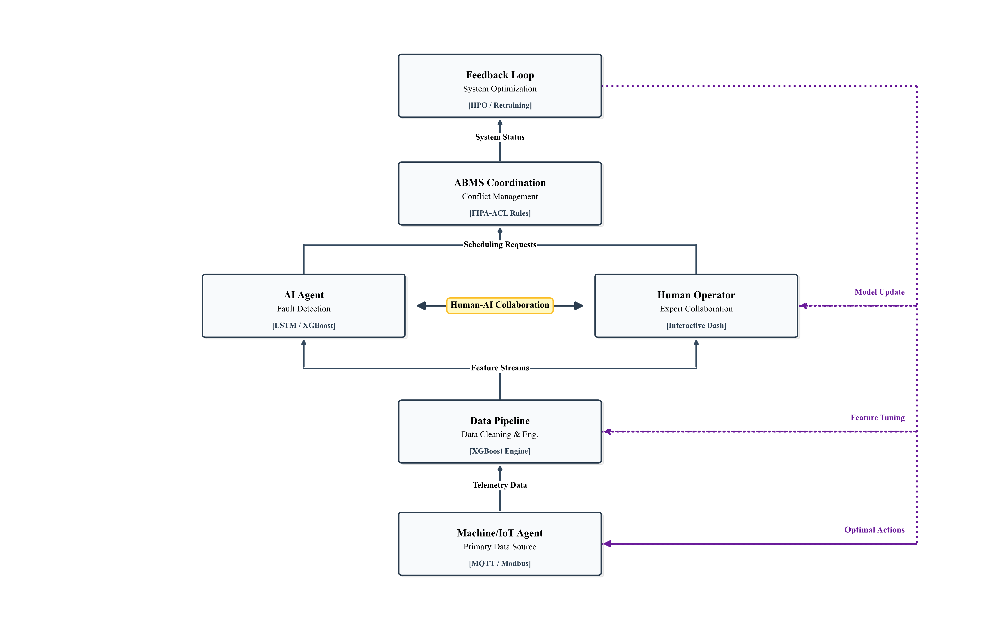 Feedback Loop
System Optimization
[HPO / Retraining]
System Status
ABMS Coordination
Conflict Management
[FIPA-ACL Rules]
Scheduling Requests
AI Agent
Fault Detection
[LSTM / XGBoost]
Human-AI Collaboration
Human Operator
Expert Collaboration
[Interactive Dash]
Model Update
Feature Streams
Data Pipeline
Data Cleaning & Eng.
[XGBoost Engine]
Feature Tuning
Telemetry Data
Machine/IoT Agent
Primary Data Source
[MQTT / Modbus]
Optimal Actions